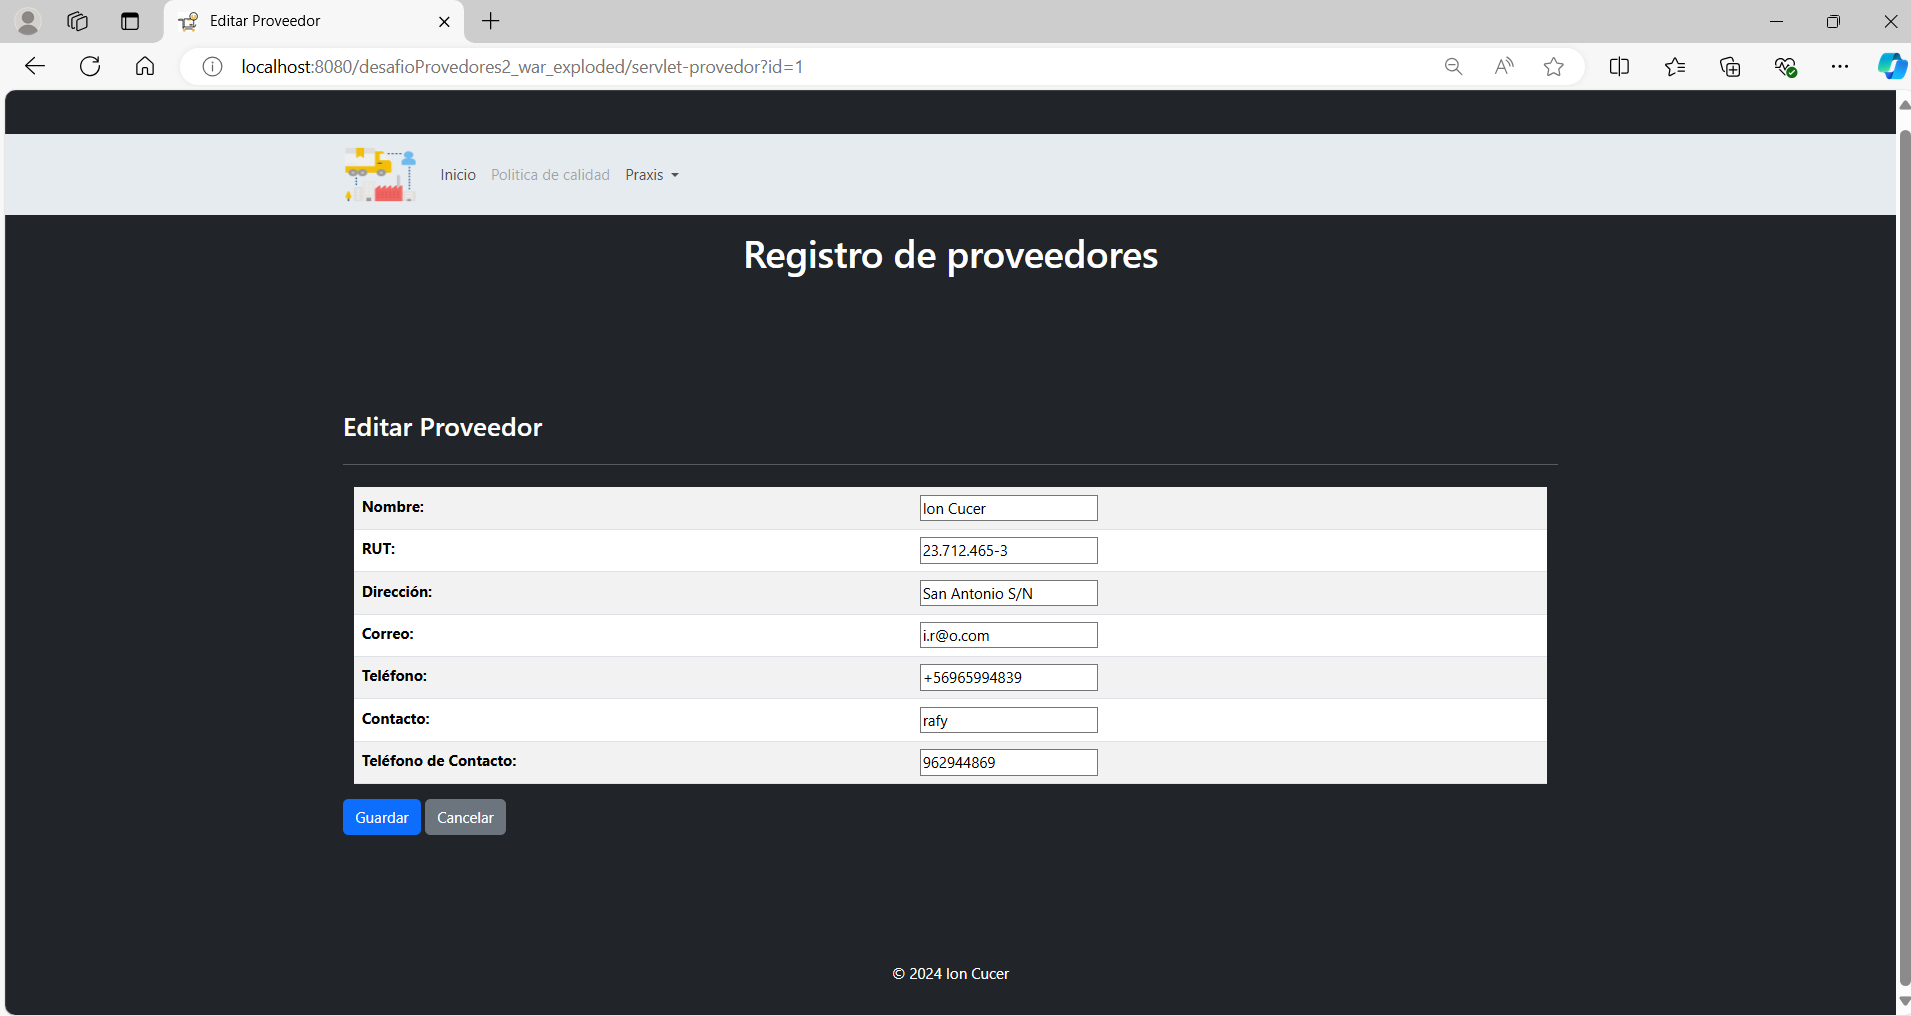 Editar Proveedor
localhost:8080/desafioProvedores2_war_exploded/servlet-provedor?id=1
Inicio Politica de calidad Praxis
Registro de proveedores
Editar Proveedor
Nombre: Ion Cucer
RUT: 23.712.465-3
Dirección: San Antonio S/N
Correo: i.r@o.com
Teléfono: +56965994839
Contacto: rafy
Teléfono de Contacto: 962944869
Guardar Cancelar
© 2024 Ion Cucer